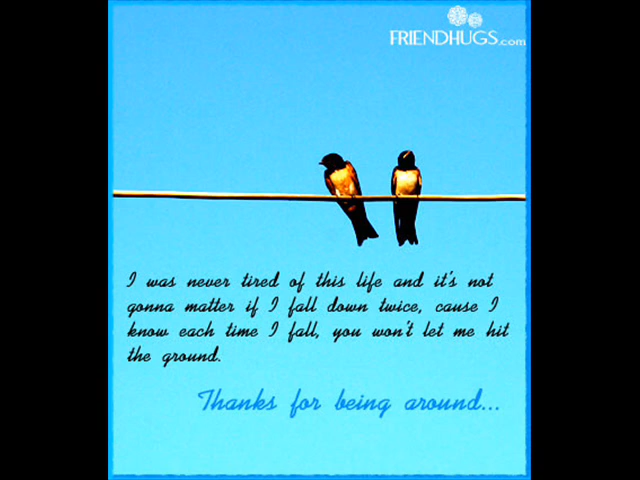 FRIENDHUGS.com
I was never tired of this life and it's not
gonna matter if I fall down twice, cause I
know each time I fall, you won't let me hit
the ground.
Thanks for being around...